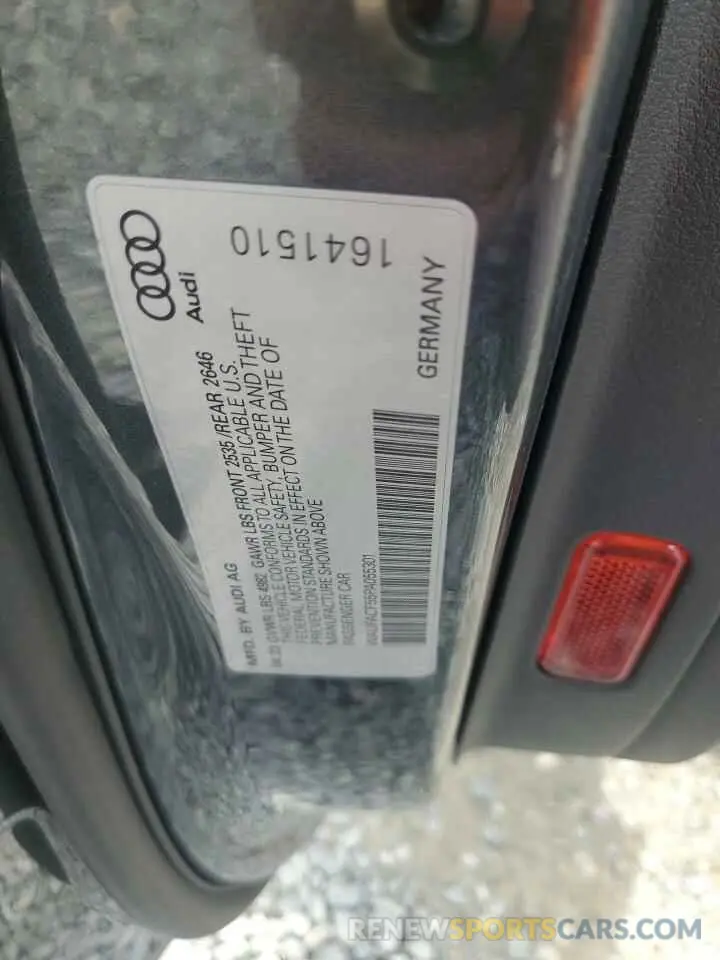 Audi
1641510
MFD. BY AUDI AG
04/23 GVWR LBS 4982 GAWR LBS FRONT 2535/REAR 2646
THIS VEHICLE CONFORMS TO ALL APPLICABLE U.S.
FEDERAL MOTOR VEHICLE SAFETY, BUMPER AND THEFT
PREVENTION STANDARDS IN EFFECT ON THE DATE OF
MANUFACTURE SHOWN ABOVE
PASSENGER CAR
GERMANY
RENEWSPORTSCARS.COM